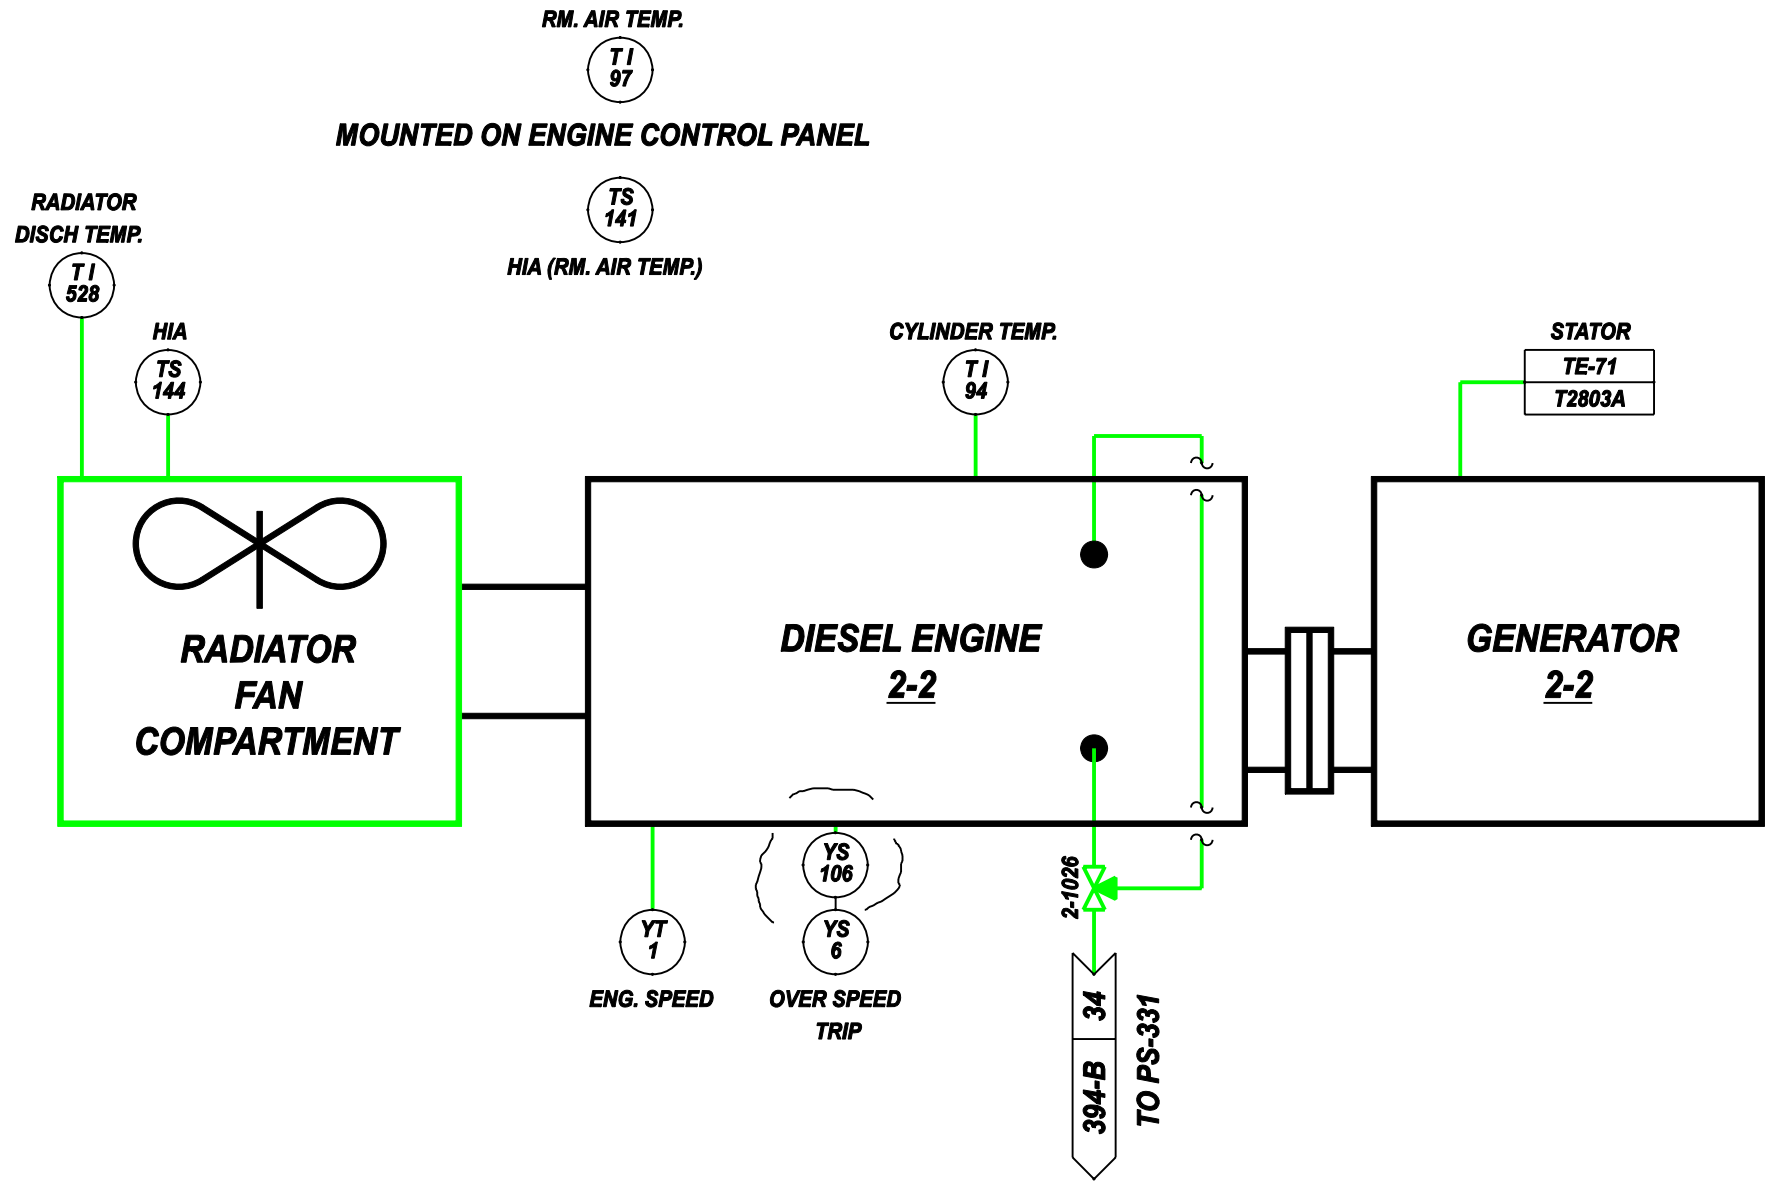 RM. AIR TEMP.
T I
97
MOUNTED ON ENGINE CONTROL PANEL
TS
141
HIA (RM. AIR TEMP.)
RADIATOR
DISCH TEMP.
T I
528
HIA
TS
144
CYLINDER TEMP.
T I
94
STATOR
TE-71
T2803A
RADIATOR
FAN
COMPARTMENT
DIESEL ENGINE
2-2
GENERATOR
2-2
YT
1
ENG. SPEED
YS
106
YS
6
OVER SPEED
TRIP
2-1026
394-B 34
TO PS-331